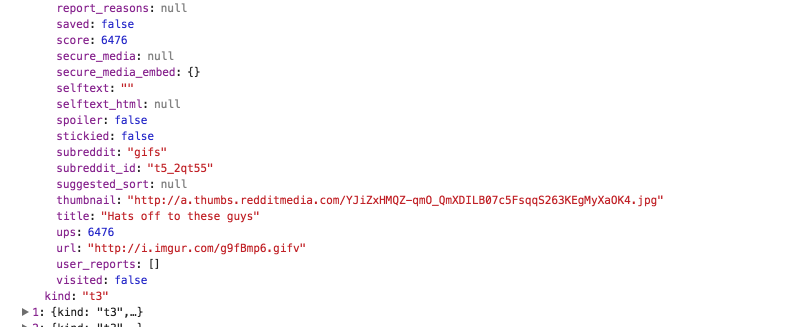 report_reasons: null
saved: false
score: 6476
secure_media: null
secure_media_embed: {}
selftext: ""
selftext_html: null
spoiler: false
stickied: false
subreddit: "gifs"
subreddit_id: "t5_2qt55"
suggested_sort: null
thumbnail: "http://a.thumbs.redditmedia.com/YJiZxHMQZ-qmO_QmXDILB07c5FsqqS263KEgMyXaOK4.jpg"
title: "Hats off to these guys"
ups: 6476
url: "http://i.imgur.com/g9fBmp6.gifv"
user_reports: []
visited: false
kind: "t3"
▶1: {kind: "t3",…}
▶2: {kind: "t3",…}